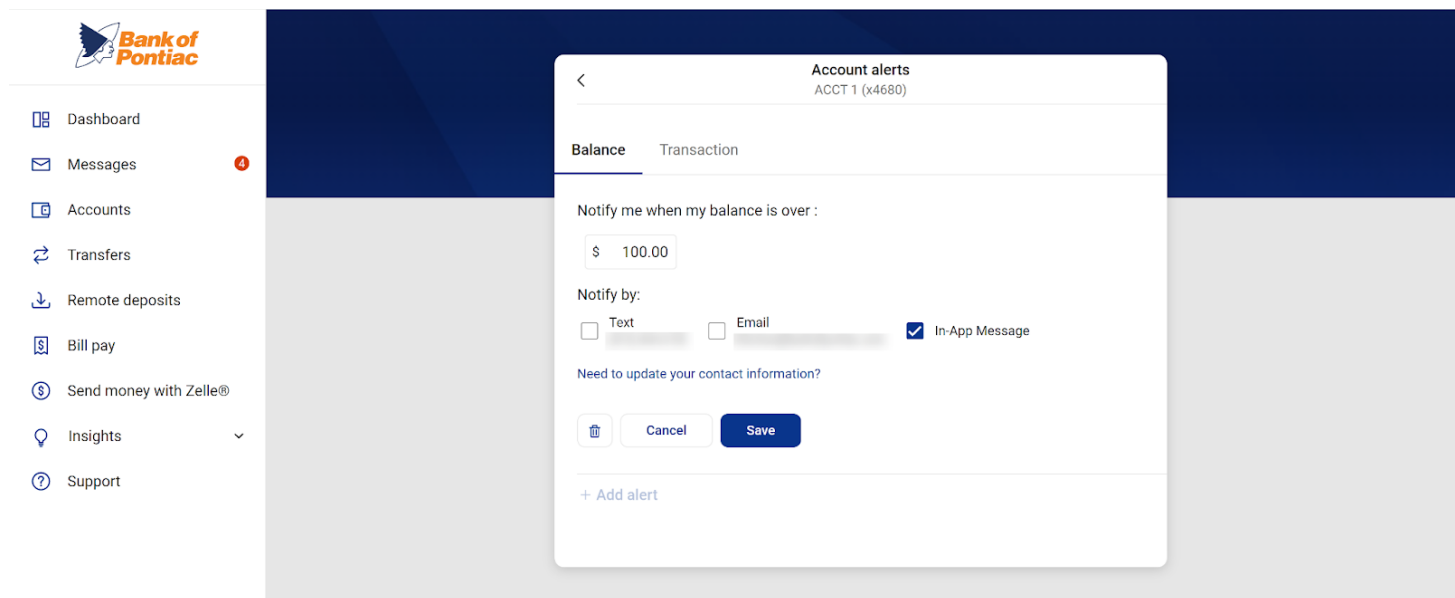 Bank of
Pontiac
Dashboard
Messages 4
Accounts
Transfers
Remote deposits
Bill pay
Send money with Zelle®
Insights
Support
Account alerts
ACCT 1 (x4680)
Balance Transaction
Notify me when my balance is over :
$ 100.00
Notify by:
Text Email In-App Message
Need to update your contact information?
Cancel Save
+ Add alert